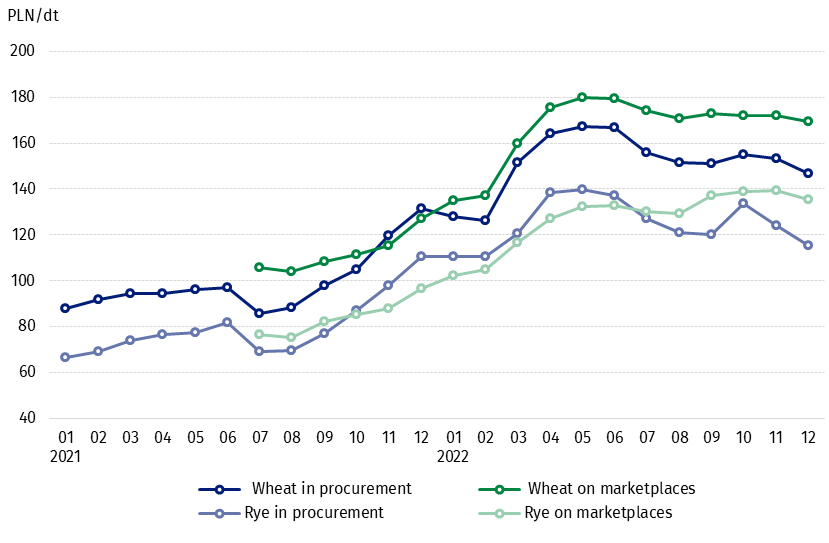 PLN/dt
200
180
160
140
120
100
80
60
40
01 02 03 04 05 06 07 08 09 10 11 12 01 02 03 04 05 06 07 08 09 10 11 12
2021 2022
Wheat in procurement Wheat on marketplaces
Rye in procurement Rye on marketplaces